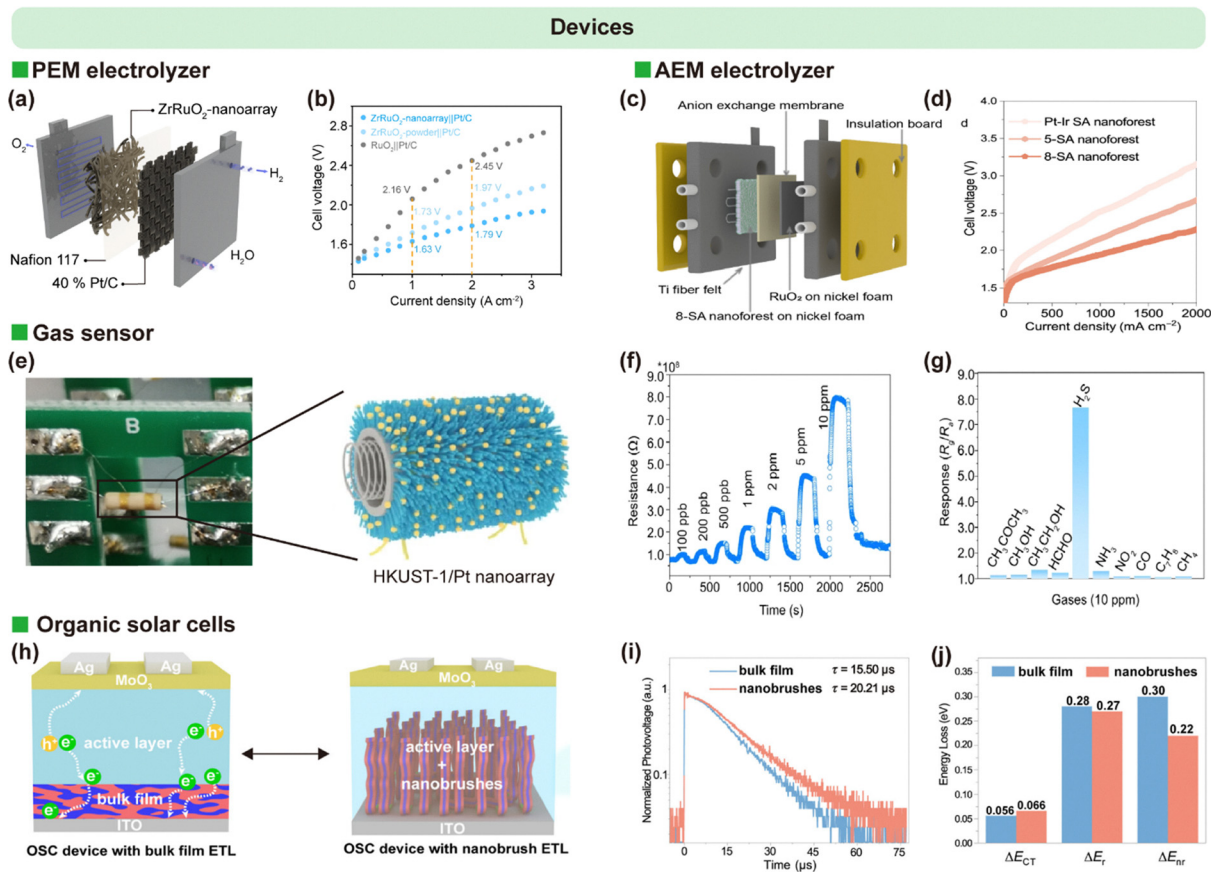 Devices
PEM electrolyzer
AEM electrolyzer
(a)
ZrRuO₂-nanoarray
O₂
H₂
H₂O
Nafion 117
40 % Pt/C
(b)
ZrRuO₂-nanoarray||Pt/C
ZrRuO₂-powder||Pt/C
RuO₂||Pt/C
2.8
2.4
2.0
1.6
Cell voltage (V)
2.16 V
1.73 V
1.63 V
2.45 V
1.97 V
1.79 V
0 1 2 3
Current density (A cm⁻²)
(c)
Anion exchange membrane
Insulation board
Ti fiber felt
RuO₂ on nickel foam
8-SA nanoforest on nickel foam
(d)
d
4.0
3.5
3.0
2.5
2.0
1.5
Cell voltage (V)
Pt-Ir SA nanoforest
5-SA nanoforest
8-SA nanoforest
0 500 1000 1500 2000
Current density (mA cm⁻²)
Gas sensor
(e)
B
HKUST-1/Pt nanoarray
(f)
*10⁸
9.0
8.0
7.0
6.0
5.0
4.0
3.0
2.0
1.0
0.0
Resistance (Ω)
100 ppb
200 ppb
500 ppb
1 ppm
2 ppm
5 ppm
10 ppm
0 500 1000 1500 2000 2500
Time (s)
(g)
9.0
8.0
7.0
6.0
5.0
4.0
3.0
2.0
1.0
Response (Rg/Ra)
CH₃COCH₃
CH₃OH
CH₃CH₂OH
HCHO
H₂S
NH₃
NO₂
CO
C₇H₈
CH₄
Gases (10 ppm)
Organic solar cells
(h)
Ag Ag
MoO₃
h⁺ e⁻
e⁻ h⁺
active layer
e⁻
e⁻ e⁻
bulk film
e⁻
ITO
OSC device with bulk film ETL
Ag Ag
MoO₃
active layer
+
nanobrushes
ITO
OSC device with nanobrush ETL
(i)
bulk film τ = 15.50 μs
nanobrushes τ = 20.21 μs
1
0.1
Normalized Photovoltage (a.u.)
0 15 30 45 60 75
Time (μs)
(j)
bulk film nanobrushes
0.35
0.30
0.25
0.20
0.15
0.10
0.05
0.00
Energy Loss (eV)
0.056 0.066
0.28 0.27
0.30
0.22
ΔE_CT ΔE_r ΔE_nr